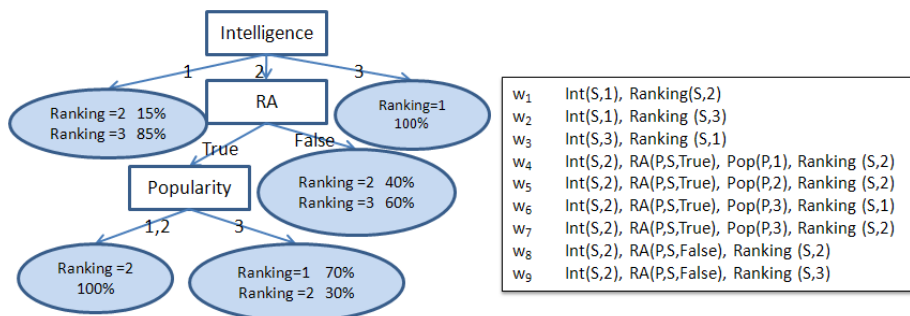 Intelligence
1
2
3
RA
Ranking =2 15%
Ranking =3 85%
Ranking=1
100%
True
False
Popularity
Ranking =2 40%
Ranking =3 60%
1,2
3
Ranking =2
100%
Ranking=1 70%
Ranking =2 30%
w1 Int(S,1), Ranking(S,2)
w2 Int(S,1), Ranking (S,3)
w3 Int(S,3), Ranking (S,1)
w4 Int(S,2), RA(P,S,True), Pop(P,1), Ranking (S,2)
w5 Int(S,2), RA(P,S,True), Pop(P,2), Ranking (S,2)
w6 Int(S,2), RA(P,S,True), Pop(P,3), Ranking (S,1)
w7 Int(S,2), RA(P,S,True), Pop(P,3), Ranking (S,2)
w8 Int(S,2), RA(P,S,False), Ranking (S,2)
w9 Int(S,2), RA(P,S,False), Ranking (S,3)